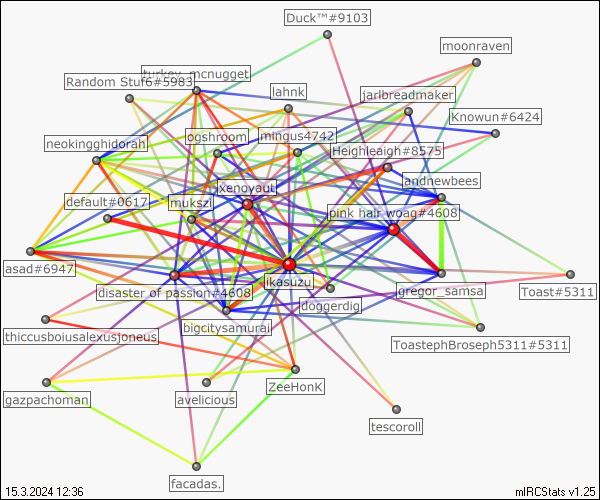 Duck™#9103
moonraven
turkey_mcnugget
Random Stuf6#5983
lahnk
jarlbreadmaker
Knowun#6424
ogshroom
mingus4742
neokingghidorah
Heighleaigh#8575
andnewbees
xenoyaut
default#0617
mukszi
pink hair woag#4608
asad#6947
ikasuzu
disaster of passion#4608
gregor_samsa
Toast#5311
doggerdig
bigcitysamurai
thiccusboiusalexusjoneus
ToastephBroseph5311#5311
ZeeHonK
gazpachoman
avelicious
tescoroll
facadas.
15.3.2024 12:36
mIRCStats v1.25